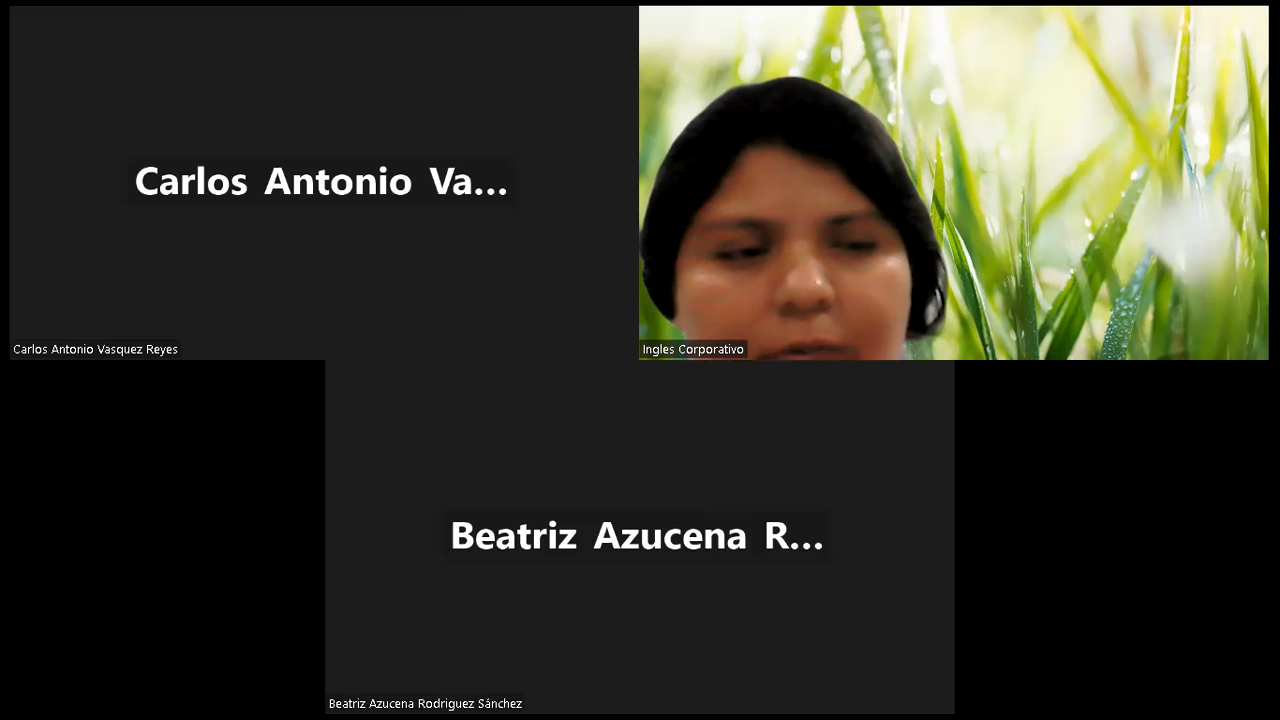 Carlos Antonio Va...
Carlos Antonio Vasquez Reyes
Ingles Corporativo
Beatriz Azucena R...
Beatriz Azucena Rodriguez Sánchez